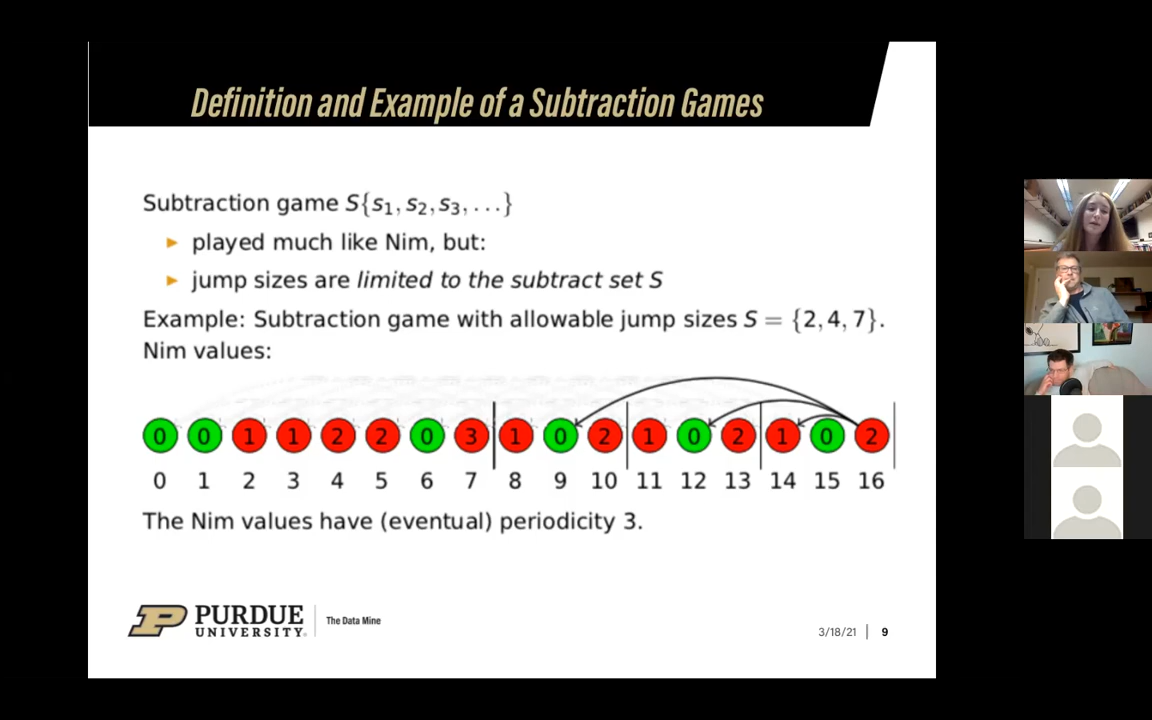 Definition and Example of a Subtraction Games
Subtraction game S{s₁, s₂, s₃, . . .}
► played much like Nim, but:
► jump sizes are limited to the subtract set S
Example: Subtraction game with allowable jump sizes S = {2, 4, 7}.
Nim values:
0 0 1 1 2 2 0 3 1 0 2 1 0 2 1 0 2
0 1 2 3 4 5 6 7 8 9 10 11 12 13 14 15 16
The Nim values have (eventual) periodicity 3.
P PURDUE UNIVERSITY. The Data Mine
3/18/21 9